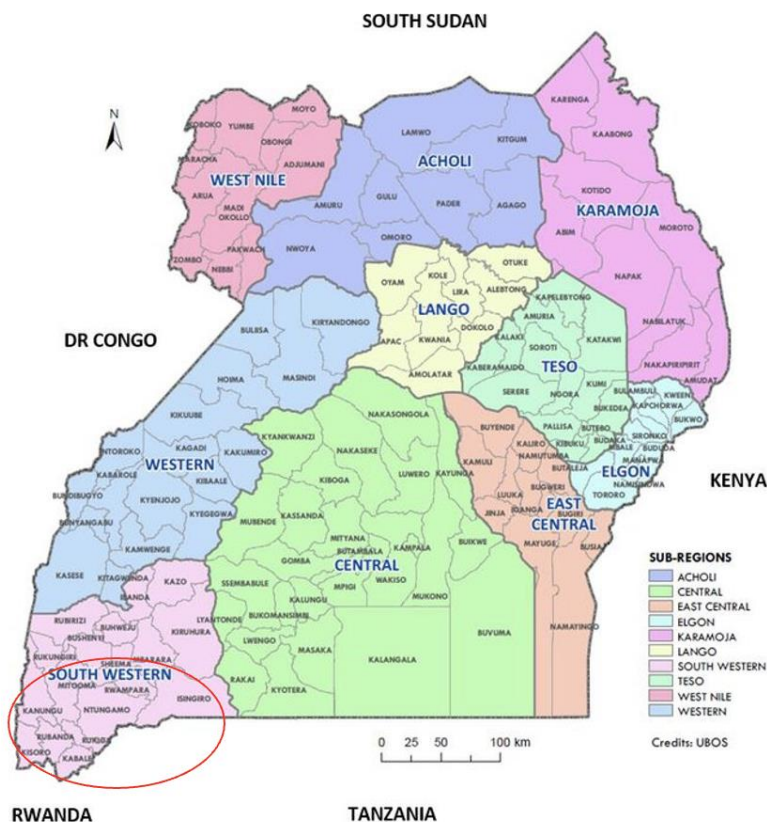 SOUTH SUDAN
N
KARENGA
KAABONG
MOYO
KOBOKO
YUMBE
OBONGI
LAMWO
KITGUM
MARACHA
ADJUMANI
ACHOLI
WEST NILE
ARUA
MADI
OKOLLO
KOTIDO
KARAMOJA
AMURU
GULU
PADER
AGAGO
ABIM
MOROTO
NWOYA
OMORO
PAKWACH
ZOMBO
NEBBI
NAPAK
OYAM
KOLE
OTUKE
LIRA
ALEBTONG
KAPELEBYONG
LANGO
AMURIA
NABILATUK
DOKOLO
BULIISA
KIRYANDONGO
DR CONGO
APAC
KWANIA
KALAKI
SOROTI
KATAKWI
NAKAPIRIPIRIT
KABERAMAIDO
TESO
AMUDAT
HOIMA
MASINDI
AMOLATAR
SERERE
NGORA
KUMI
BULAMBULI
KWEEN
KAPCHORWA
BUKEDEA
BUKWO
KIKUUBE
NAKASONGOLA
BUYENDE
PALLISA
BUTEBO
SIRONKO
KYANKWANZI
KALIRO
KIBUKU
BUDAKA
MBALE
BUDUDA
NTOROKO
KAGADI
KAKUMIRO
NAKASEKE
NAMUTUMBA
MANAFWA
WESTERN
KABAROLE
KIBAALE
KIBOGA
LUWERO
KAYUNGA
KAMULI
BUTALEJA
ELGON
NAMISINDWA
KENYA
BUNDIBUGYO
KYENJOJO
BUGWERI
TORORO
BUNYANGABU
KYEGEGWA
MUBENDE
KASSANDA
LUUKA
IGANGA
EAST
CENTRAL
JINJA
BUGIRI
MITYANA
BUTAMBALA
KAMPALA
BUIKWE
MAYUGE
BUSIA
KAMWENGE
GOMBA
CENTRAL
WAKISO
KASESE
KITAGWENDA
KAZO
SSEMBABULE
MPIGI
MUKONO
IBANDA
KALUNGU
RUBIRIZI
BUHWEJU
KIRUHURA
LYANTONDE
BUKOMANSIMBI
NAMAYINGO
BUSHENYI
LWENGO
MASAKA
BUVUMA
RUKUNGIRI
SHEEMA
MBARARA
KALANGALA
SOUTH WESTERN
MITOOMA
RWAMPARA
ISINGIRO
RAKAI
KYOTERA
KANUNGU
NTUNGAMO
RUBANDA
RUKIGA
KISORO
KABALE
SUB-REGIONS
ACHOLI
CENTRAL
EAST CENTRAL
ELGON
KARAMOJA
LANGO
SOUTH WESTERN
TESO
WEST NILE
WESTERN
0 25 50 100 km
Credits: UBOS
RWANDA
TANZANIA